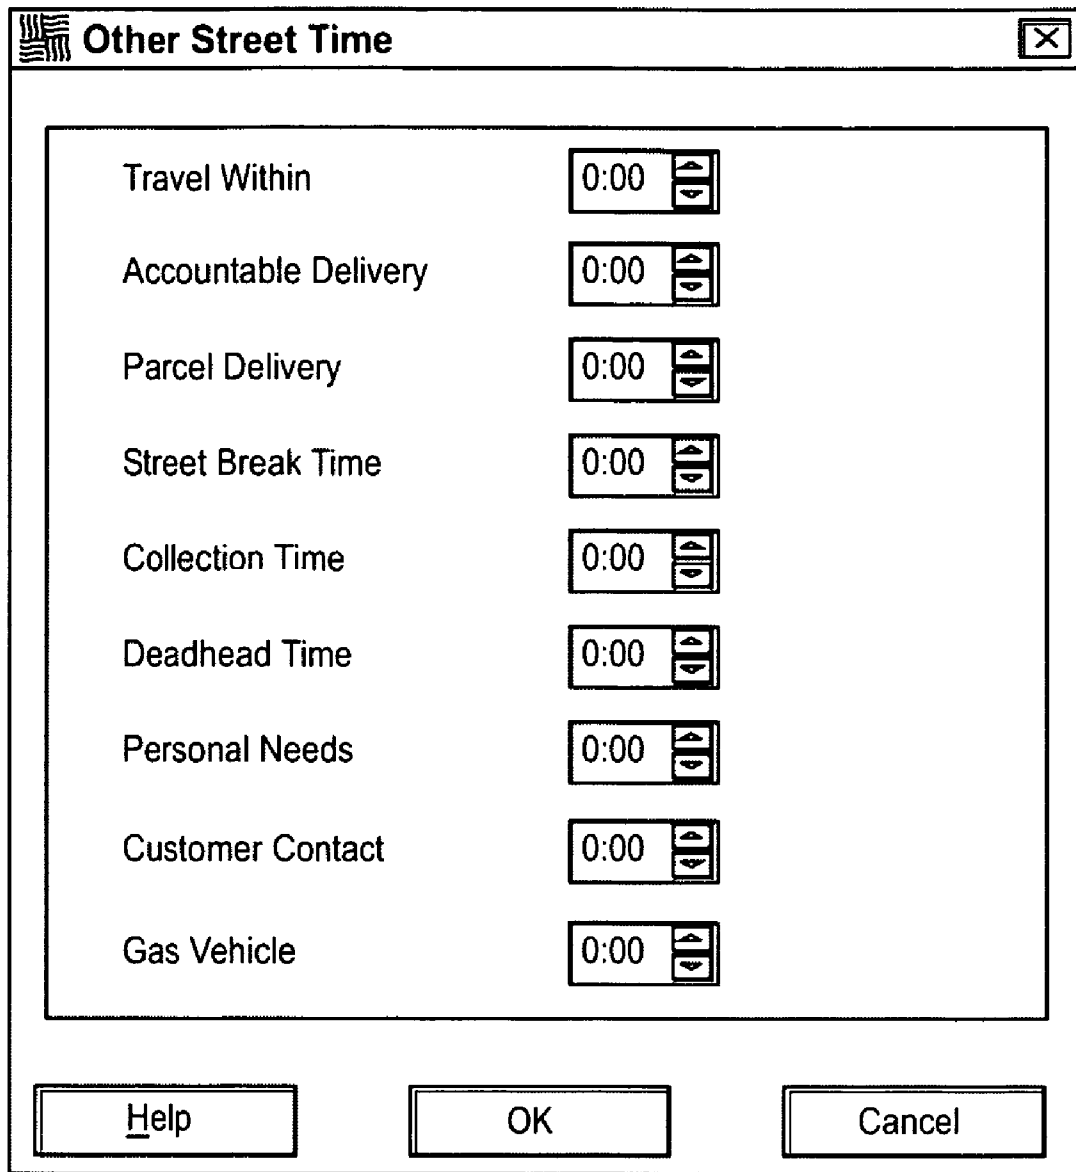 Other Street Time
Travel Within 0:00
Accountable Delivery 0:00
Parcel Delivery 0:00
Street Break Time 0:00
Collection Time 0:00
Deadhead Time 0:00
Personal Needs 0:00
Customer Contact 0:00
Gas Vehicle 0:00
Help OK Cancel